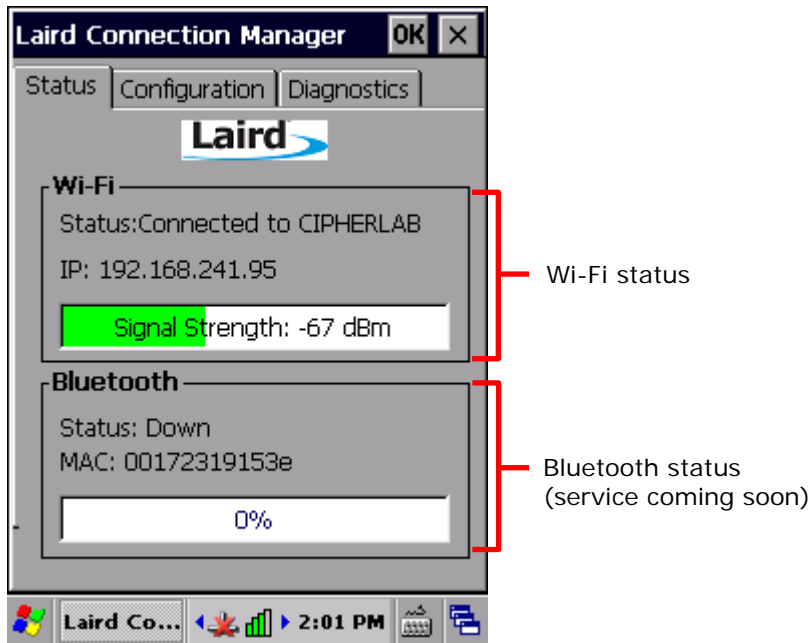 Laird Connection Manager OK ×
Status Configuration Diagnostics
Laird
Wi-Fi
Status:Connected to CIPHERLAB
IP: 192.168.241.95
Signal Strength: -67 dBm
Wi-Fi status
Bluetooth
Status: Down
MAC: 00172319153e
0%
Bluetooth status
(service coming soon)
Laird Co... 2:01 PM